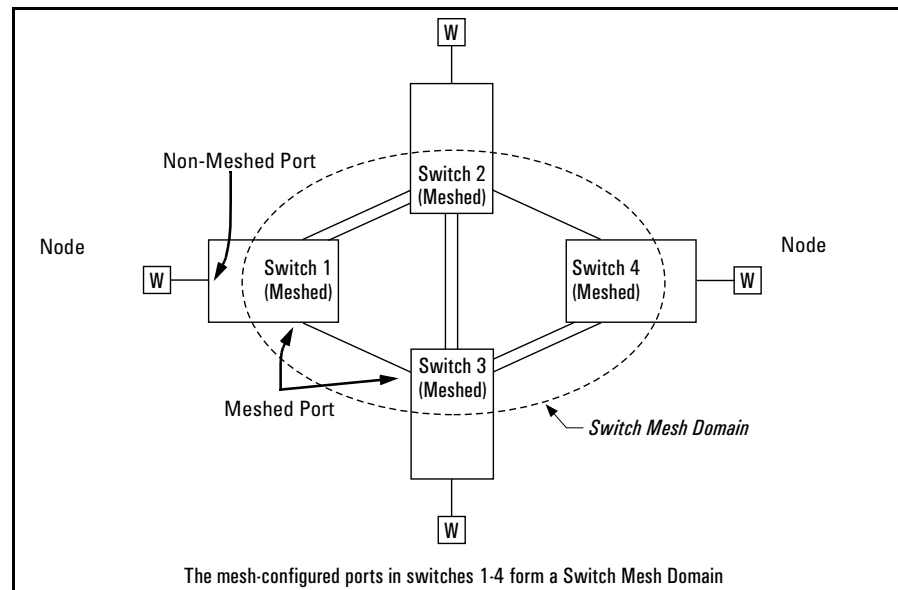 W
Switch 2
(Meshed)
Non-Meshed Port
Node
Node
W
Switch 1
(Meshed)
Switch 4
(Meshed)
W
Switch 3
(Meshed)
Meshed Port
Switch Mesh Domain
W
The mesh-configured ports in switches 1-4 form a Switch Mesh Domain